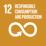 12 RESPONSIBLE
CONSUMPTION
AND PRODUCTION